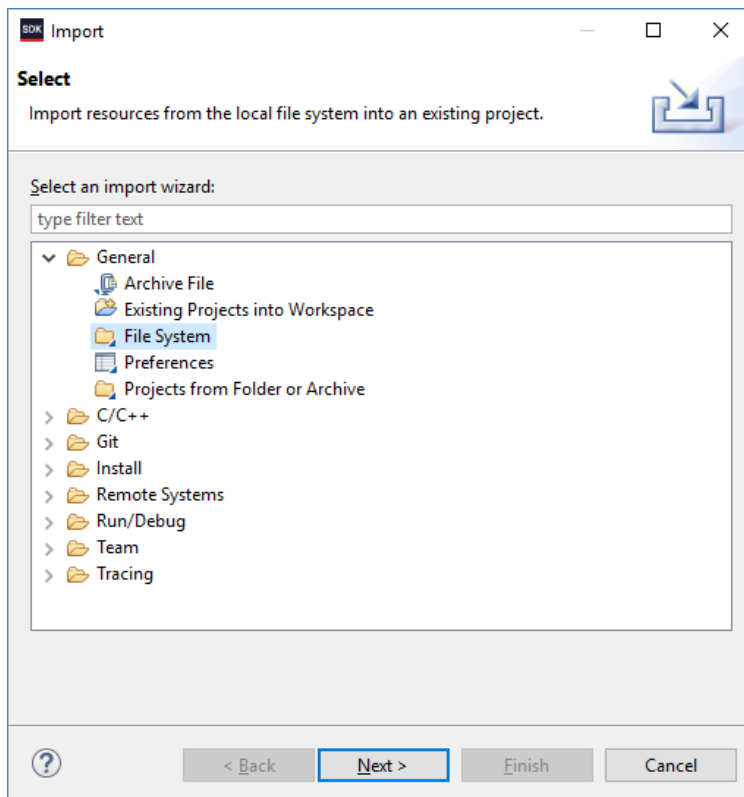 SDK Import
Select
Import resources from the local file system into an existing project.
Select an import wizard:
type filter text
General
Archive File
Existing Projects into Workspace
File System
Preferences
Projects from Folder or Archive
C/C++
Git
Install
Remote Systems
Run/Debug
Team
Tracing
? < Back Next > Finish Cancel